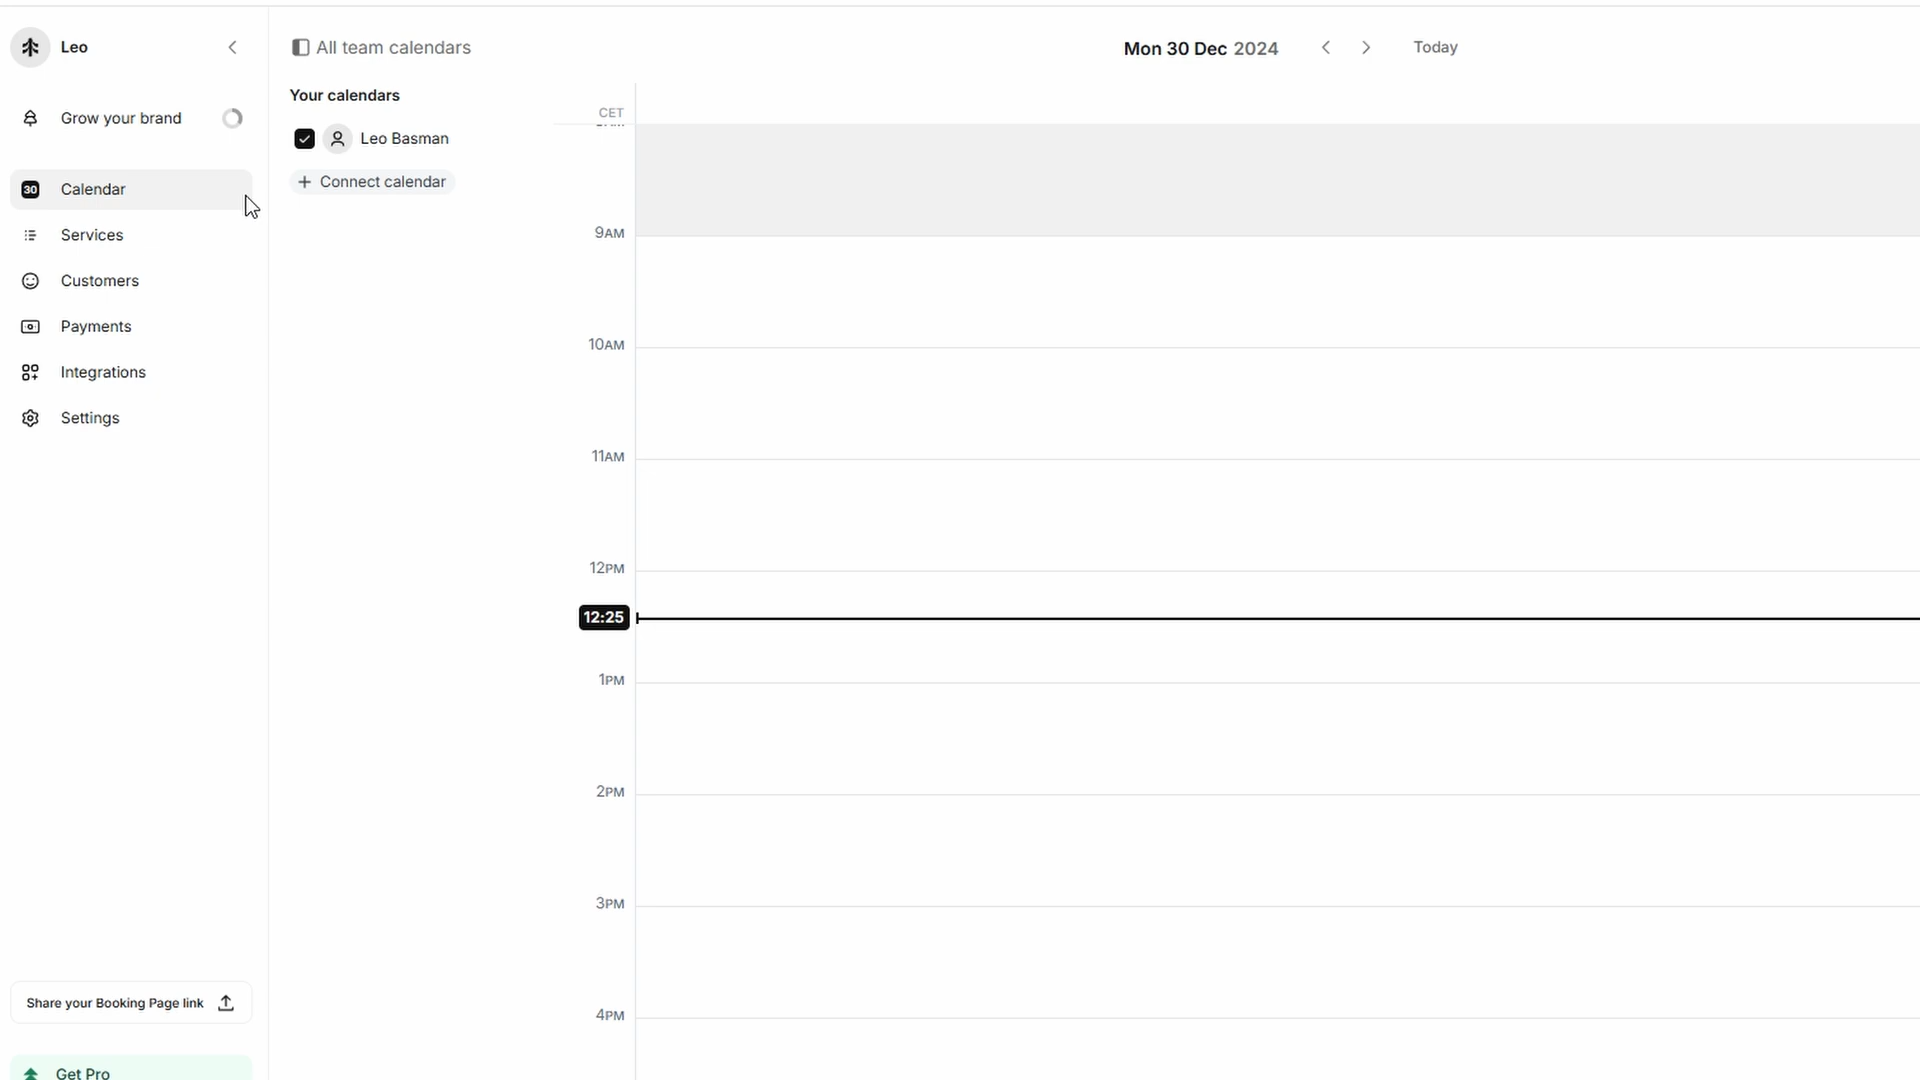 Leo
Grow your brand
30 Calendar
Services
Customers
Payments
Integrations
Settings
Share your Booking Page link
Get Pro
All team calendars
Your calendars
Leo Basman
+ Connect calendar
Mon 30 Dec 2024
Today
CET
9AM
10AM
11AM
12PM
12:25
1PM
2PM
3PM
4PM